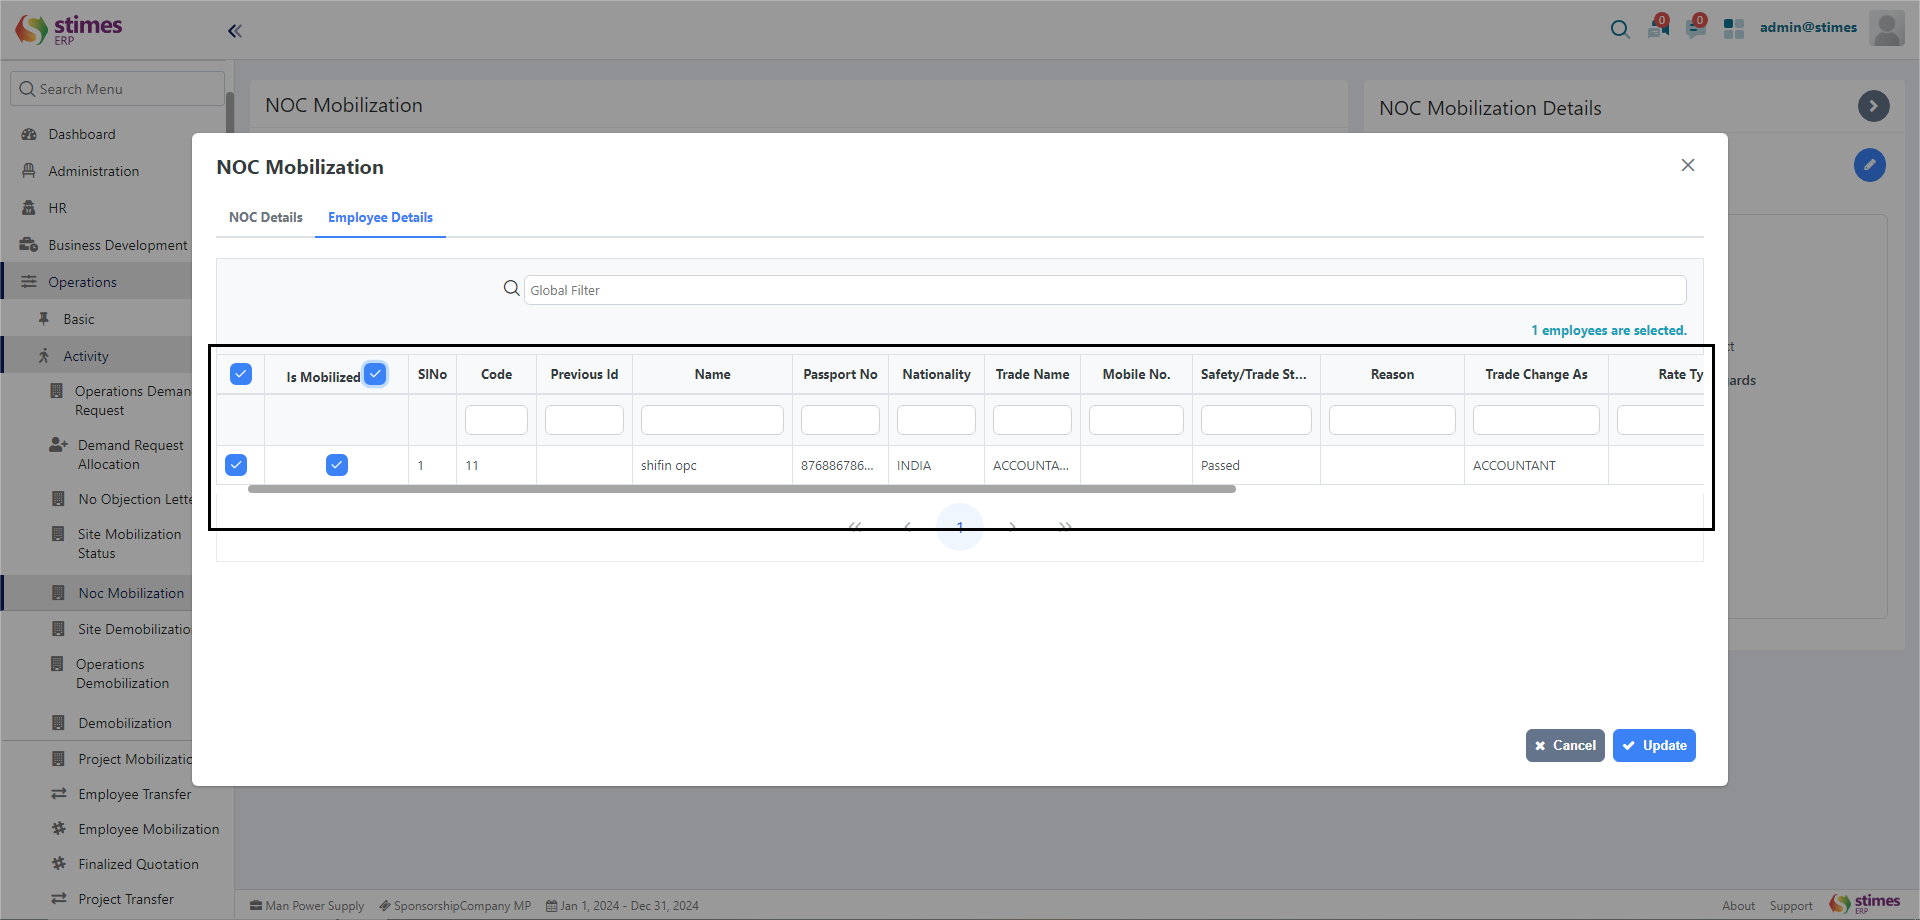 stimes
ERP
0
0
admin@stimes
Search Menu
Dashboard
Administration
HR
Business Development
Operations
Basic
Activity
Operations Deman
Request
Demand Request
Allocation
No Objection Lette
Site Mobilization
Status
Noc Mobilization
Site Demobilizatio
Operations
Demobilization
Demobilization
Project Mobilizatio
Employee Transfer
Employee Mobilization
Finalized Quotation
Project Transfer
NOC Mobilization
NOC Mobilization Details
NOC Mobilization
NOC Details
Employee Details
Global Filter
1 employees are selected.
Is Mobilized SlNo Code Previous Id Name Passport No Nationality Trade Name Mobile No. Safety/Trade St... Reason Trade Change As Rate Ty
1 11 shifin opc 876886786... INDIA ACCOUNTA... Passed ACCOUNTANT
1
Cancel
Update
ards
Man Power Supply SponsorshipCompany MP Jan 1, 2024 - Dec 31, 2024
About Support stimes
ERP